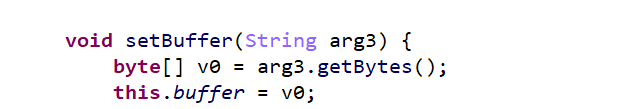 void setBuffer(String arg3) {
byte[] v0 = arg3.getBytes();
this.buffer = v0;